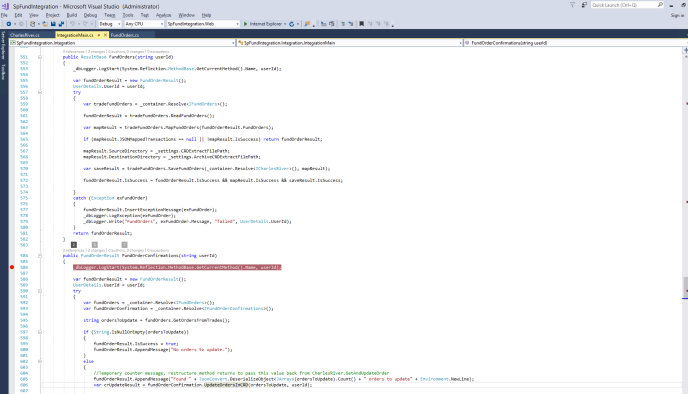 SpFundIntegration - Microsoft Visual Studio (Administrator)
Quick Launch (Ctrl+Q)
File Edit View Project Build Debug Team Tools Test Analyze Window Help
Sign in
Debug Any CPU SpFundIntegration.Web Internet Explorer
CharlesRiver.cs IntegrationMain.cs FundOrders.cs
SpFundIntegration.Integration SpFundIntegration.Integration.IntegrationMain FundOrderConfirmations(string userId)
Server Explorer
Toolbox
551 public ResultBase FundOrders(string userId)
552 {
553 _dbLogger.LogStart(System.Reflection.MethodBase.GetCurrentMethod().Name, userId);
554
555 var fundOrderResult = new FundOrderResult();
556 UserDetails.UserId = userId;
557 try
558 {
559 var tradeFundOrders = _container.Resolve<IFundOrders>();
560
561 fundOrderResult = tradeFundOrders.ReadFundOrders();
562
563 var mapResult = tradeFundOrders.MapFundOrders(fundOrderResult.FundOrders);
564
565 if (mapResult.JSONMappedTransactions == null || !mapResult.IsSuccess) return fundOrderResult;
566
567 mapResult.SourceDirectory = _settings.CRDExtractFilePath;
568 mapResult.DestinationDirectory = _settings.ArchiveCRDExtractFilePath;
569
570 var saveResult = tradeFundOrders.SaveFundOrders(_container.Resolve<ICharlesRiver>(), mapResult);
571
572 fundOrderResult.IsSuccess = fundOrderResult.IsSuccess && mapResult.IsSuccess && saveResult.IsSuccess;
573
574 }
575 catch (Exception exFundOrder)
576 {
577 fundOrderResult.InsertExceptionMessage(exFundOrder);
578 _dbLogger.LogException(exFundOrder);
579 _dbLogger.Write("FundOrders", exFundOrder.Message, "failed", UserDetails.UserId);
580 }
581 return fundOrderResult;
582 }
583
0 references | 0 changes | 0 authors, 0 changes | 0 exceptions
584 public FundOrderResult FundOrderConfirmations(string userId)
585 {
586 _dbLogger.LogStart(System.Reflection.MethodBase.GetCurrentMethod().Name, userId);
587
588 var fundOrderResult = new FundOrderResult();
589 UserDetails.UserId = userId;
590 try
591 {
592 var fundOrders = _container.Resolve<IFundOrders>();
593 var fundOrderConfirmation = _container.Resolve<IFundOrderConfirmations>();
594
595 string ordersToUpdate = fundOrders.GetOrdersFromTradex();
596
597 if (String.IsNullOrEmpty(ordersToUpdate))
598 {
599 fundOrderResult.IsSuccess = true;
600 fundOrderResult.AppendMessage("No orders to update.");
601 }
602 else
603 {
604 //Temporary counter message, restructure method returns to pass this value back from CharlesRiver.GetAndUpdateOrder
605 fundOrderResult.AppendMessage("Found " + JsonConvert.DeserializeObject<JArray>(ordersToUpdate).Count() + " orders to update" + Environment.NewLine);
606 var crUpdateResult = fundOrderConfirmation.UpdateOrdersInCRD(ordersToUpdate, userId);
607